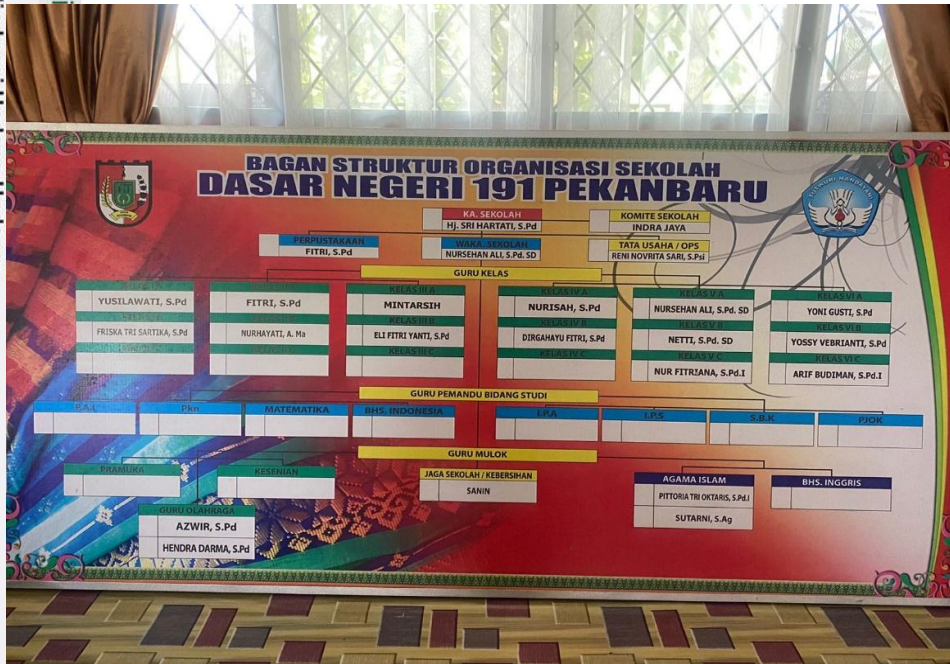 BAGAN STRUKTUR ORGANISASI SEKOLAH
DASAR NEGERI 191 PEKANBARU
KA. SEKOLAH
Hj. SRI HARTATI, S.Pd
KOMITE SEKOLAH
INDRA JAYA
PERPUSTAKAAN
FITRI, S.Pd
WAKA. SEKOLAH
NURSEHAN ALI, S.Pd. SD
TATA USAHA / OPS
RENI NOVRITA SARI, S.Psi
GURU KELAS
YUSILAWATI, S.Pd
FRISKA TRI SARTIKA, S.Pd
FITRI, S.Pd
NURHAYATI, A. Ma
KELAS III A
MINTARSIH
KELAS III B
ELI FITRI YANTI, S.Pd
KELAS III C
KELAS IV A
NURISAH, S.Pd
KELAS IV B
DIRGAHAYU FITRI, S.Pd
KELAS IV C
KELAS V A
NURSEHAN ALI, S.Pd. SD
KELAS V B
NETTI, S.Pd. SD
KELAS V C
NUR FITRIANA, S.Pd.I
KELAS VI A
YONI GUSTI, S.Pd
KELAS VI B
YOSSY VEBRIANTI, S.Pd
KELAS VI C
ARIF BUDIMAN, S.Pd.I
GURU PEMANDU BIDANG STUDI
P.A.I
Pkn
MATEMATIKA
BHS. INDONESIA
I.P.A
I.P.S
S.B.K
PJOK
GURU MULOK
PRAMUKA
KESENIAN
JAGA SEKOLAH / KEBERSIHAN
SANIN
AGAMA ISLAM
PITTORIA TRI OKTARIS, S.Pd.I
SUTARNI, S.Ag
BHS. INGGRIS
GURU OLAHRAGA
AZWIR, S.Pd
HENDRA DARMA, S.Pd